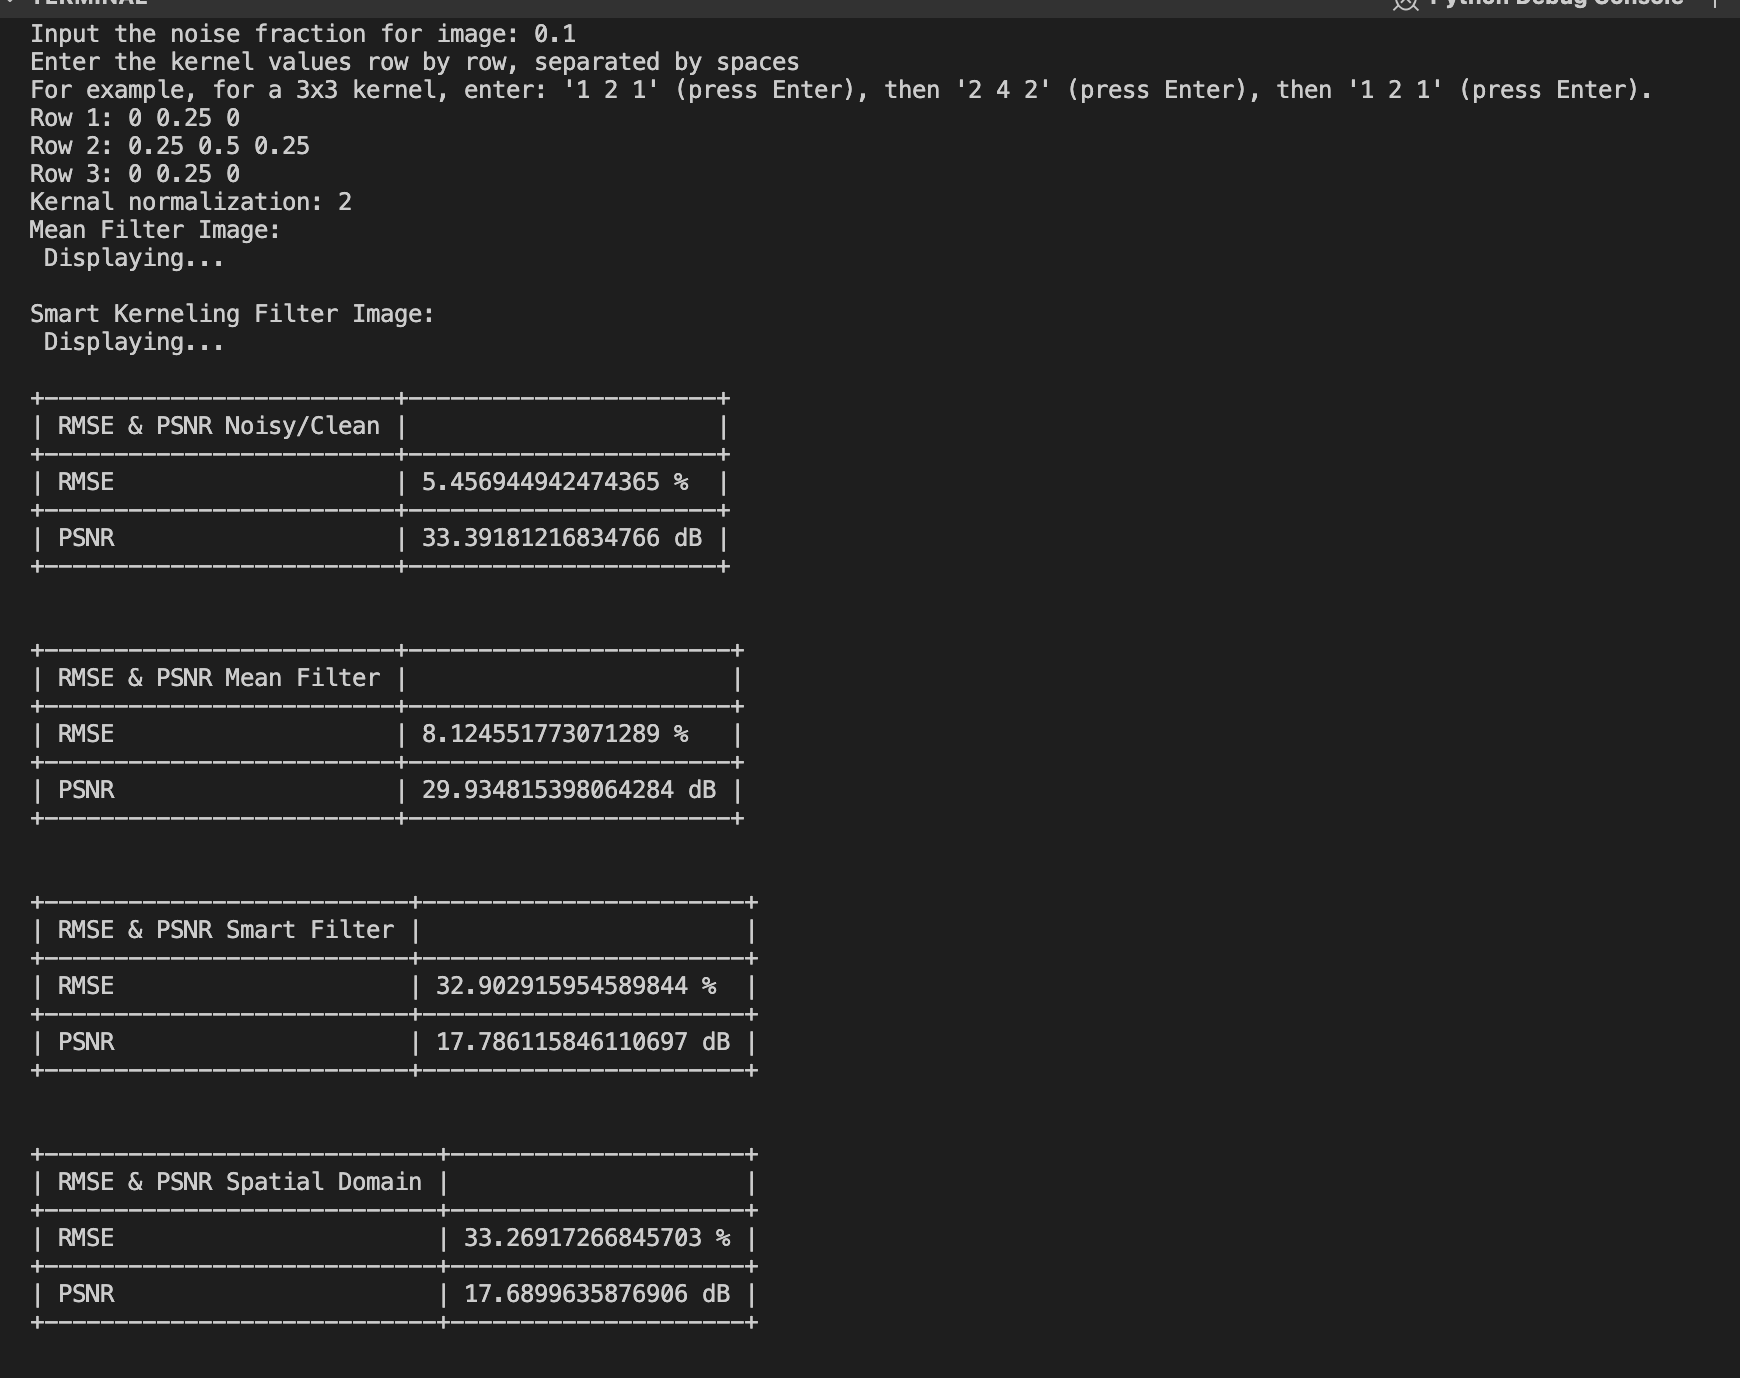 TERMINAL
Python Debug Console
Input the noise fraction for image: 0.1
Enter the kernel values row by row, separated by spaces
For example, for a 3x3 kernel, enter: '1 2 1' (press Enter), then '2 4 2' (press Enter), then '1 2 1' (press Enter).
Row 1: 0 0.25 0
Row 2: 0.25 0.5 0.25
Row 3: 0 0.25 0
Kernal normalization: 2
Mean Filter Image:
Displaying...
Smart Kerneling Filter Image:
Displaying...
RMSE & PSNR Noisy/Clean
RMSE | 5.456944942474365 %
PSNR | 33.39181216834766 dB
RMSE & PSNR Mean Filter
RMSE | 8.124551773071289 %
PSNR | 29.934815398064284 dB
RMSE & PSNR Smart Filter
RMSE | 32.902915954589844 %
PSNR | 17.786115846110697 dB
RMSE & PSNR Spatial Domain
RMSE | 33.26917266845703 %
PSNR | 17.6899635876906 dB